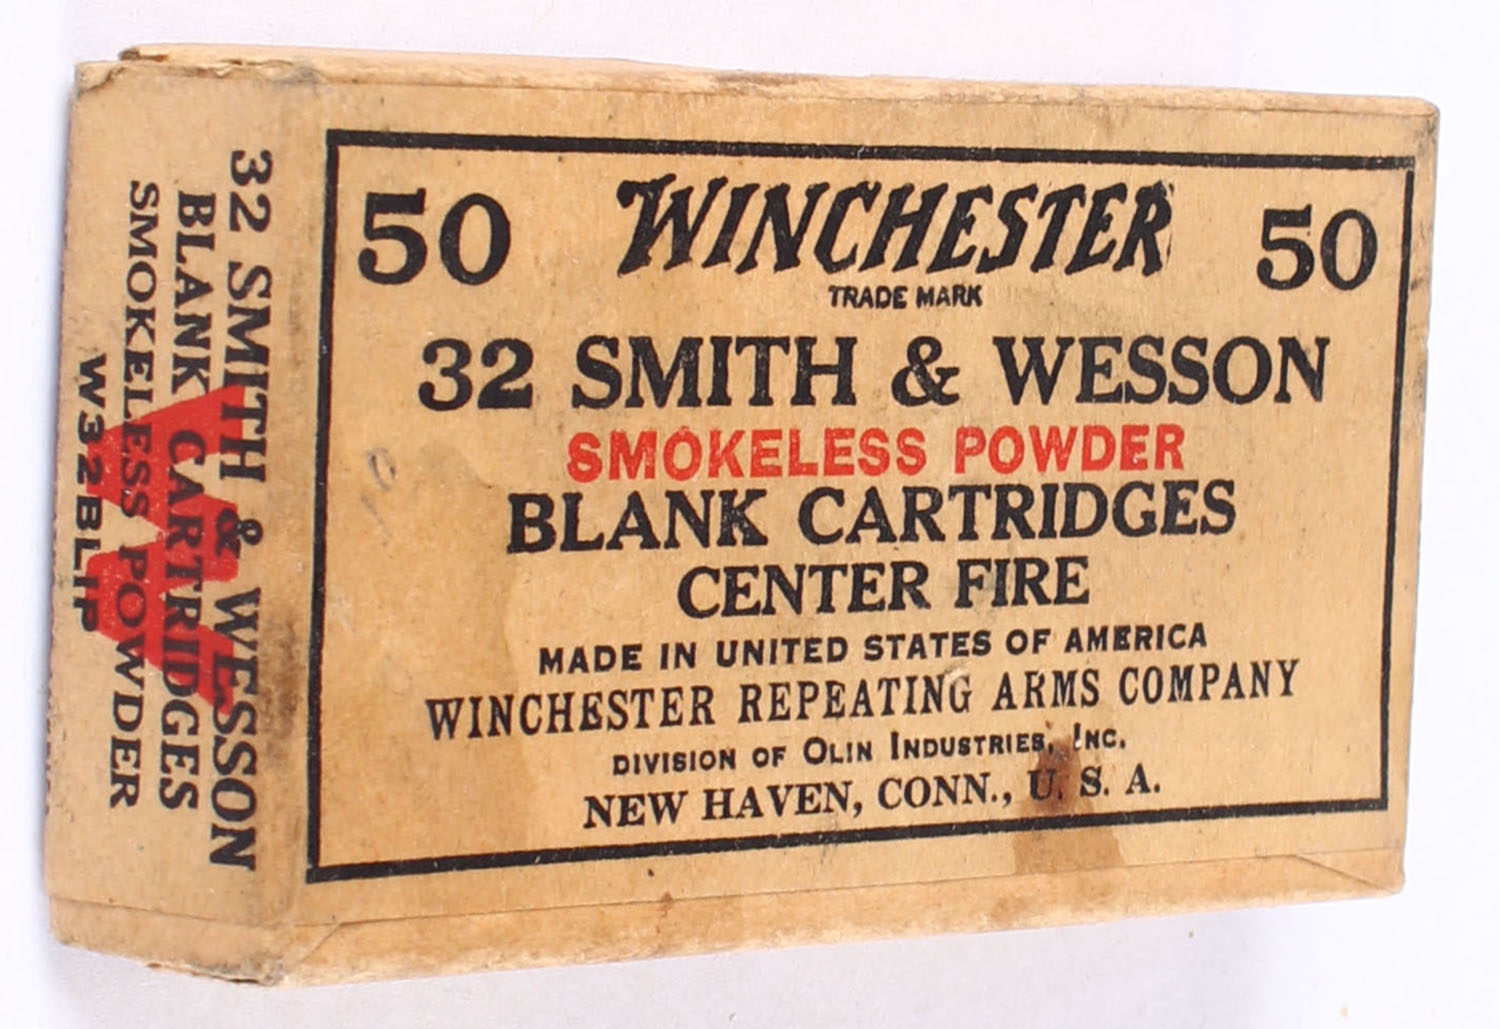 50 WINCHESTER 50
TRADE MARK
32 SMITH & WESSON
SMOKELESS POWDER
BLANK CARTRIDGES
CENTER FIRE
MADE IN UNITED STATES OF AMERICA
WINCHESTER REPEATING ARMS COMPANY
DIVISION OF OLIN INDUSTRIES, INC.
NEW HAVEN, CONN., U. S. A.
32 SMITH & WESSON
BLANK CARTRIDGES
SMOKELESS POWDER
W32BLIP
W